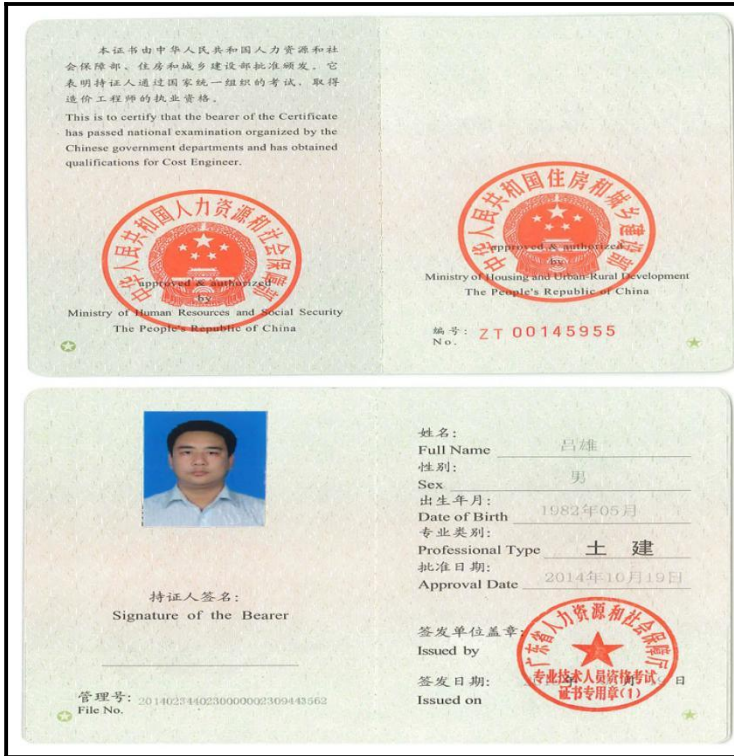 本证书由中华人民共和国人力资源和社
会保障部、住房和城乡建设部批准颁发。它
表明持证人通过国家统一组织的考试，取得
造价工程师的执业资格。
This is to certify that the bearer of the Certificate
has passed national examination organized by the
Chinese government departments and has obtained
qualifications for Cost Engineer.
中华人民共和国人力资源和社会保障部
approved & authorized
by
Ministry of Human Resources and Social Security
The People's Republic of China
中华人民共和国住房和城乡建设部
approved & authorized
by
Ministry of Housing and Urban-Rural Development
The People's Republic of China
编号: ZT 00145955
No.
持证人签名:
Signature of the Bearer
管理号: 
File No.
姓名: 吕雄
Full Name
性别: 男
Sex
出生年月: 1982年05月
Date of Birth
专业类别:
Professional Type 土 建
批准日期:
Approval Date 2014年10月19日
签发单位盖章:
Issued by
签发日期: 年 月 日
Issued on
广东省人力资源和社会保障厅
专业技术人员资格考试
证书专用章(1)